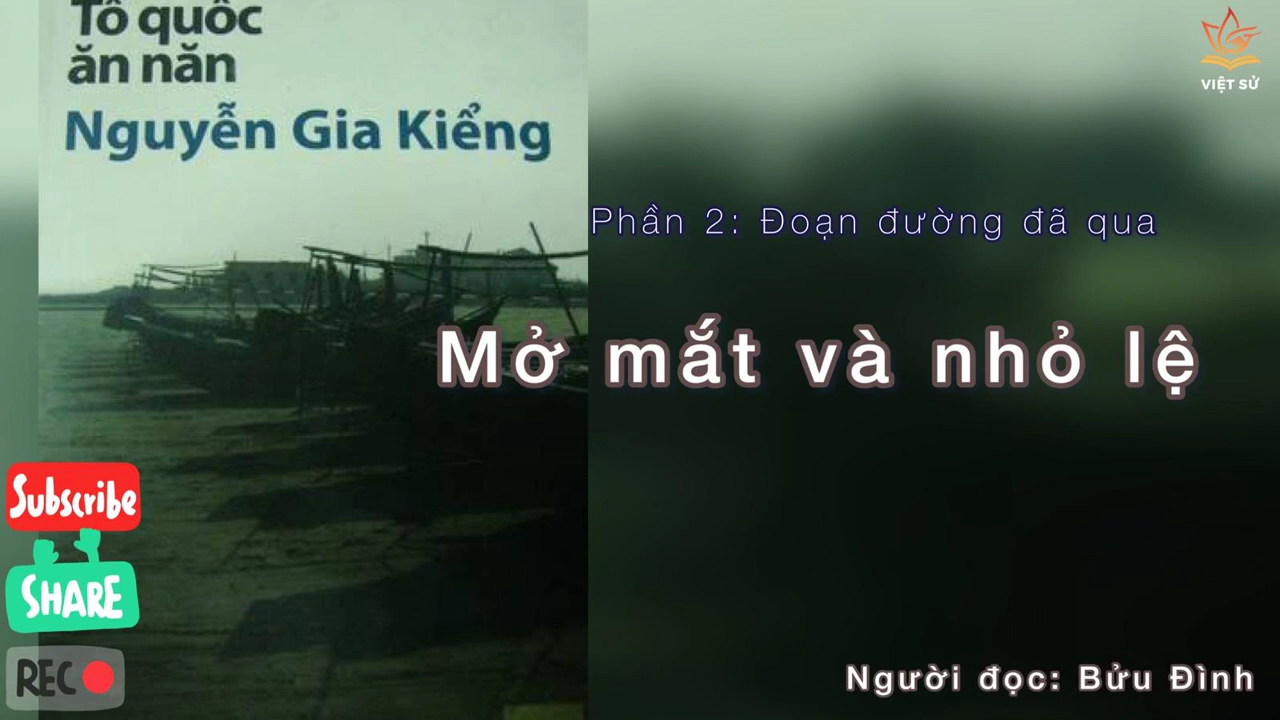 Tổ quốc
ăn năn
Nguyễn Gia Kiểng
VIỆT SỬ
Phần 2: Đoạn đường đã qua
Mở mắt và nhỏ lệ
Subscribe
SHARE
REC
Người đọc: Bửu Đình